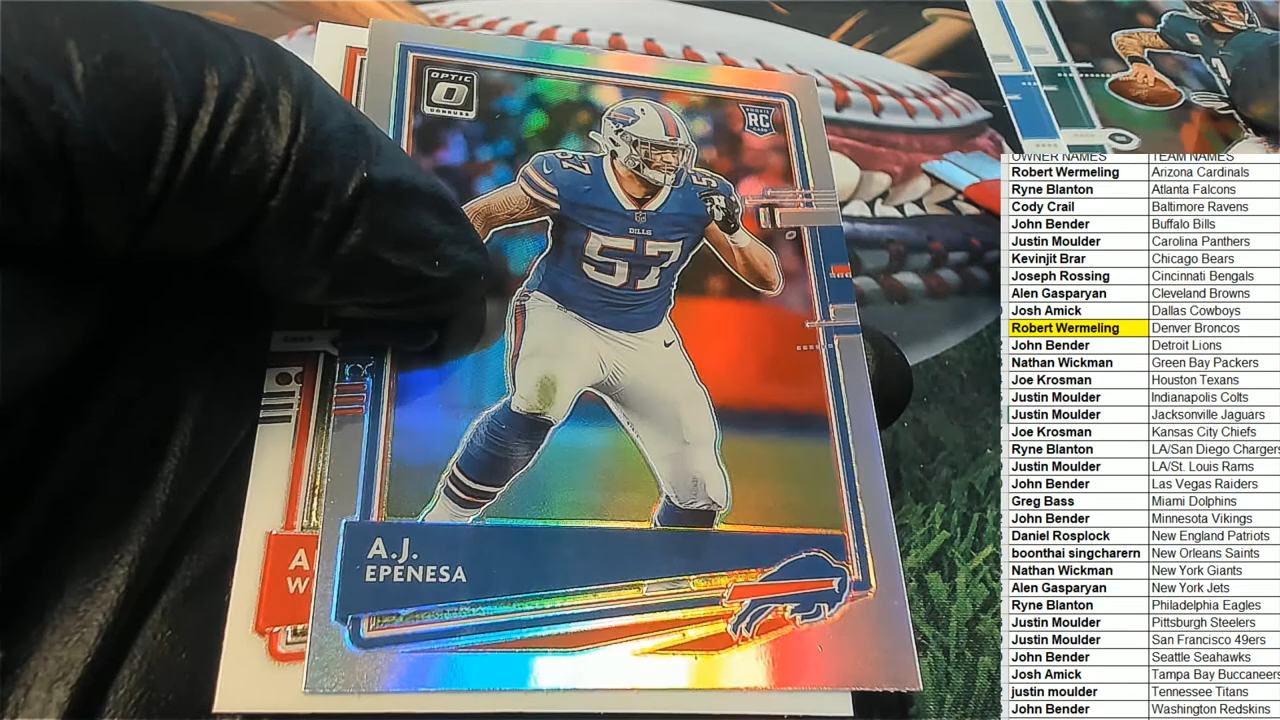 OPTIC
DONRUSS
ROOKIE
RC
CARD
57
BILLS
57
A.J.
EPENESA
A
W
OWNER NAMES TEAM NAMES
Robert Wermeling Arizona Cardinals
Ryne Blanton Atlanta Falcons
Cody Crail Baltimore Ravens
John Bender Buffalo Bills
Justin Moulder Carolina Panthers
Kevinjit Brar Chicago Bears
Joseph Rossing Cincinnati Bengals
Alen Gasparyan Cleveland Browns
Josh Amick Dallas Cowboys
Robert Wermeling Denver Broncos
John Bender Detroit Lions
Nathan Wickman Green Bay Packers
Joe Krosman Houston Texans
Justin Moulder Indianapolis Colts
Justin Moulder Jacksonville Jaguars
Joe Krosman Kansas City Chiefs
Ryne Blanton LA/San Diego Chargers
Justin Moulder LA/St. Louis Rams
John Bender Las Vegas Raiders
Greg Bass Miami Dolphins
John Bender Minnesota Vikings
Daniel Rosplock New England Patriots
boonthai singcharern New Orleans Saints
Nathan Wickman New York Giants
Alen Gasparyan New York Jets
Ryne Blanton Philadelphia Eagles
Justin Moulder Pittsburgh Steelers
Justin Moulder San Francisco 49ers
John Bender Seattle Seahawks
Josh Amick Tampa Bay Buccaneers
justin moulder Tennessee Titans
John Bender Washington Redskins